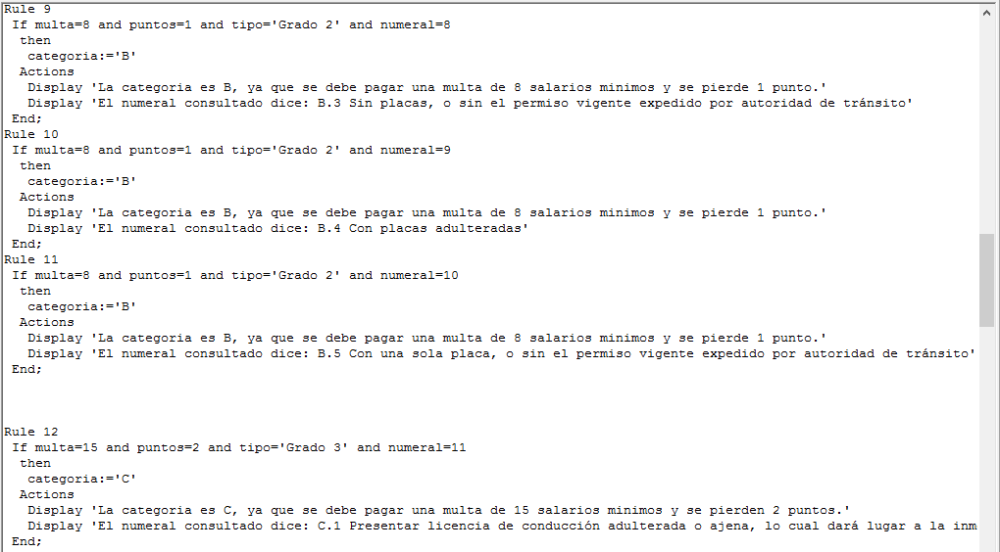 Rule 9
If multa=8 and puntos=1 and tipo='Grado 2' and numeral=8
then
categoria:='B'
Actions
Display 'La categoria es B, ya que se debe pagar una multa de 8 salarios minimos y se pierde 1 punto.'
Display 'El numeral consultado dice: B.3 Sin placas, o sin el permiso vigente expedido por autoridad de tránsito'
End;
Rule 10
If multa=8 and puntos=1 and tipo='Grado 2' and numeral=9
then
categoria:='B'
Actions
Display 'La categoria es B, ya que se debe pagar una multa de 8 salarios minimos y se pierde 1 punto.'
Display 'El numeral consultado dice: B.4 Con placas adulteradas'
End;
Rule 11
If multa=8 and puntos=1 and tipo='Grado 2' and numeral=10
then
categoria:='B'
Actions
Display 'La categoria es B, ya que se debe pagar una multa de 8 salarios minimos y se pierde 1 punto.'
Display 'El numeral consultado dice: B.5 Con una sola placa, o sin el permiso vigente expedido por autoridad de tránsito'
End;
Rule 12
If multa=15 and puntos=2 and tipo='Grado 3' and numeral=11
then
categoria:='C'
Actions
Display 'La categoria es C, ya que se debe pagar una multa de 15 salarios minimos y se pierden 2 puntos.'
Display 'El numeral consultado dice: C.1 Presentar licencia de conducción adulterada o ajena, lo cual dará lugar a la inm
End;